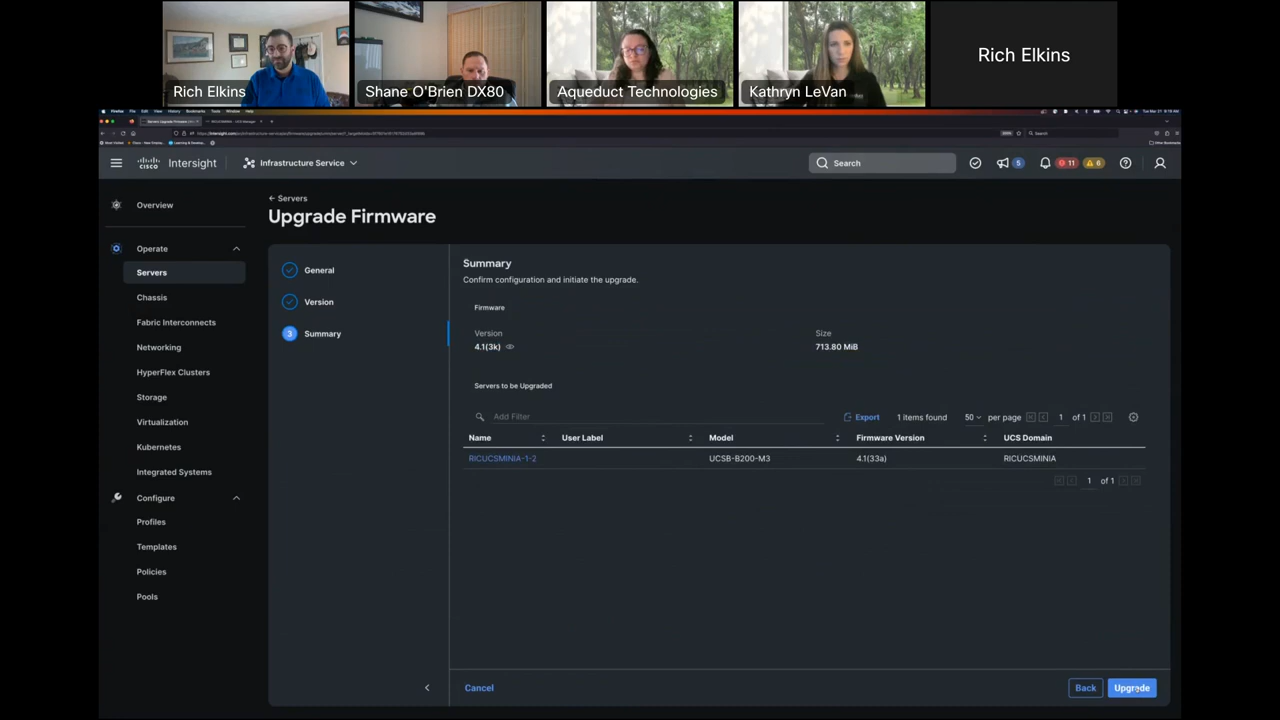 Rich Elkins
Shane O'Brien DX80
Aqueduct Technologies
Kathryn LeVan
Rich Elkins
CISCO Intersight
Infrastructure Service
Search
5
11
6
Overview
Operate
Servers
Chassis
Fabric Interconnects
Networking
HyperFlex Clusters
Storage
Virtualization
Kubernetes
Integrated Systems
Configure
Profiles
Templates
Policies
Pools
← Servers
Upgrade Firmware
General
Version
3 Summary
Summary
Confirm configuration and initiate the upgrade.
Firmware
Version Size
4.1(3k) 713.80 MiB
Servers to be Upgraded
Add Filter Export 1 items found 50 per page 1 of 1
Name User Label Model Firmware Version UCS Domain
RICUCSMINIA-1-2 UCSB-B200-M3 4.1(33a) RICUCSMINIA
1 of 1
Cancel Back Upgrade